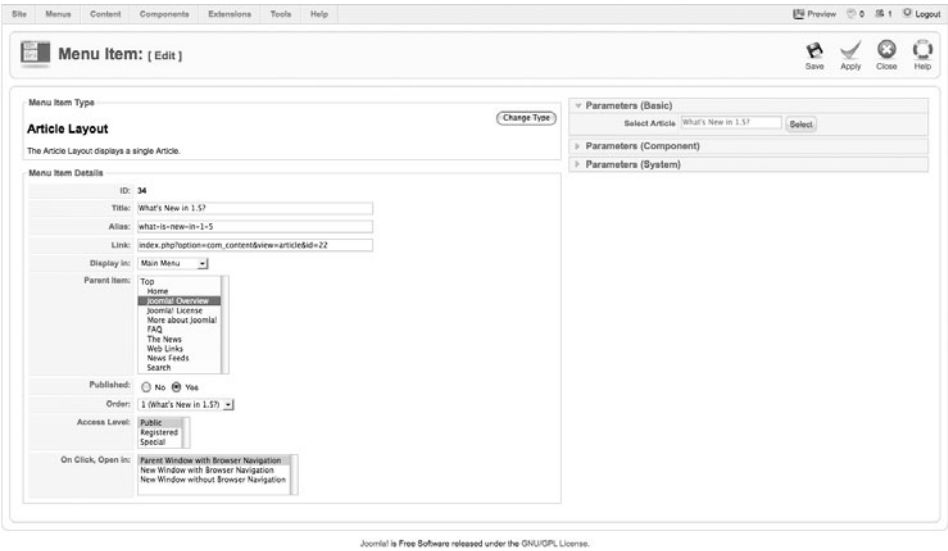 Site Menus Content Components Extensions Tools Help
Preview 0 1 Logout
Menu Item: [ Edit ]
Save Apply Close Help
Menu Item Type
Change Type
Article Layout
The Article Layout displays a single Article.
Menu Item Details
ID: 34
Title: What's New in 1.5?
Alias: what-is-new-in-1-5
Link: index.php?option=com_content&view=article&id=22
Display in: Main Menu
Parent Item: Top
Home
Joomla! Overview
Joomla! License
More about Joomla!
FAQ
The News
Web Links
News Feeds
Search
Published: No Yes
Order: 1 (What's New in 1.5?)
Access Level: Public
Registered
Special
On Click, Open in: Parent Window with Browser Navigation
New Window with Browser Navigation
New Window without Browser Navigation
Parameters (Basic)
Select Article What's New in 1.5? Select
Parameters (Component)
Parameters (System)
Joomla! is Free Software released under the GNU/GPL License.